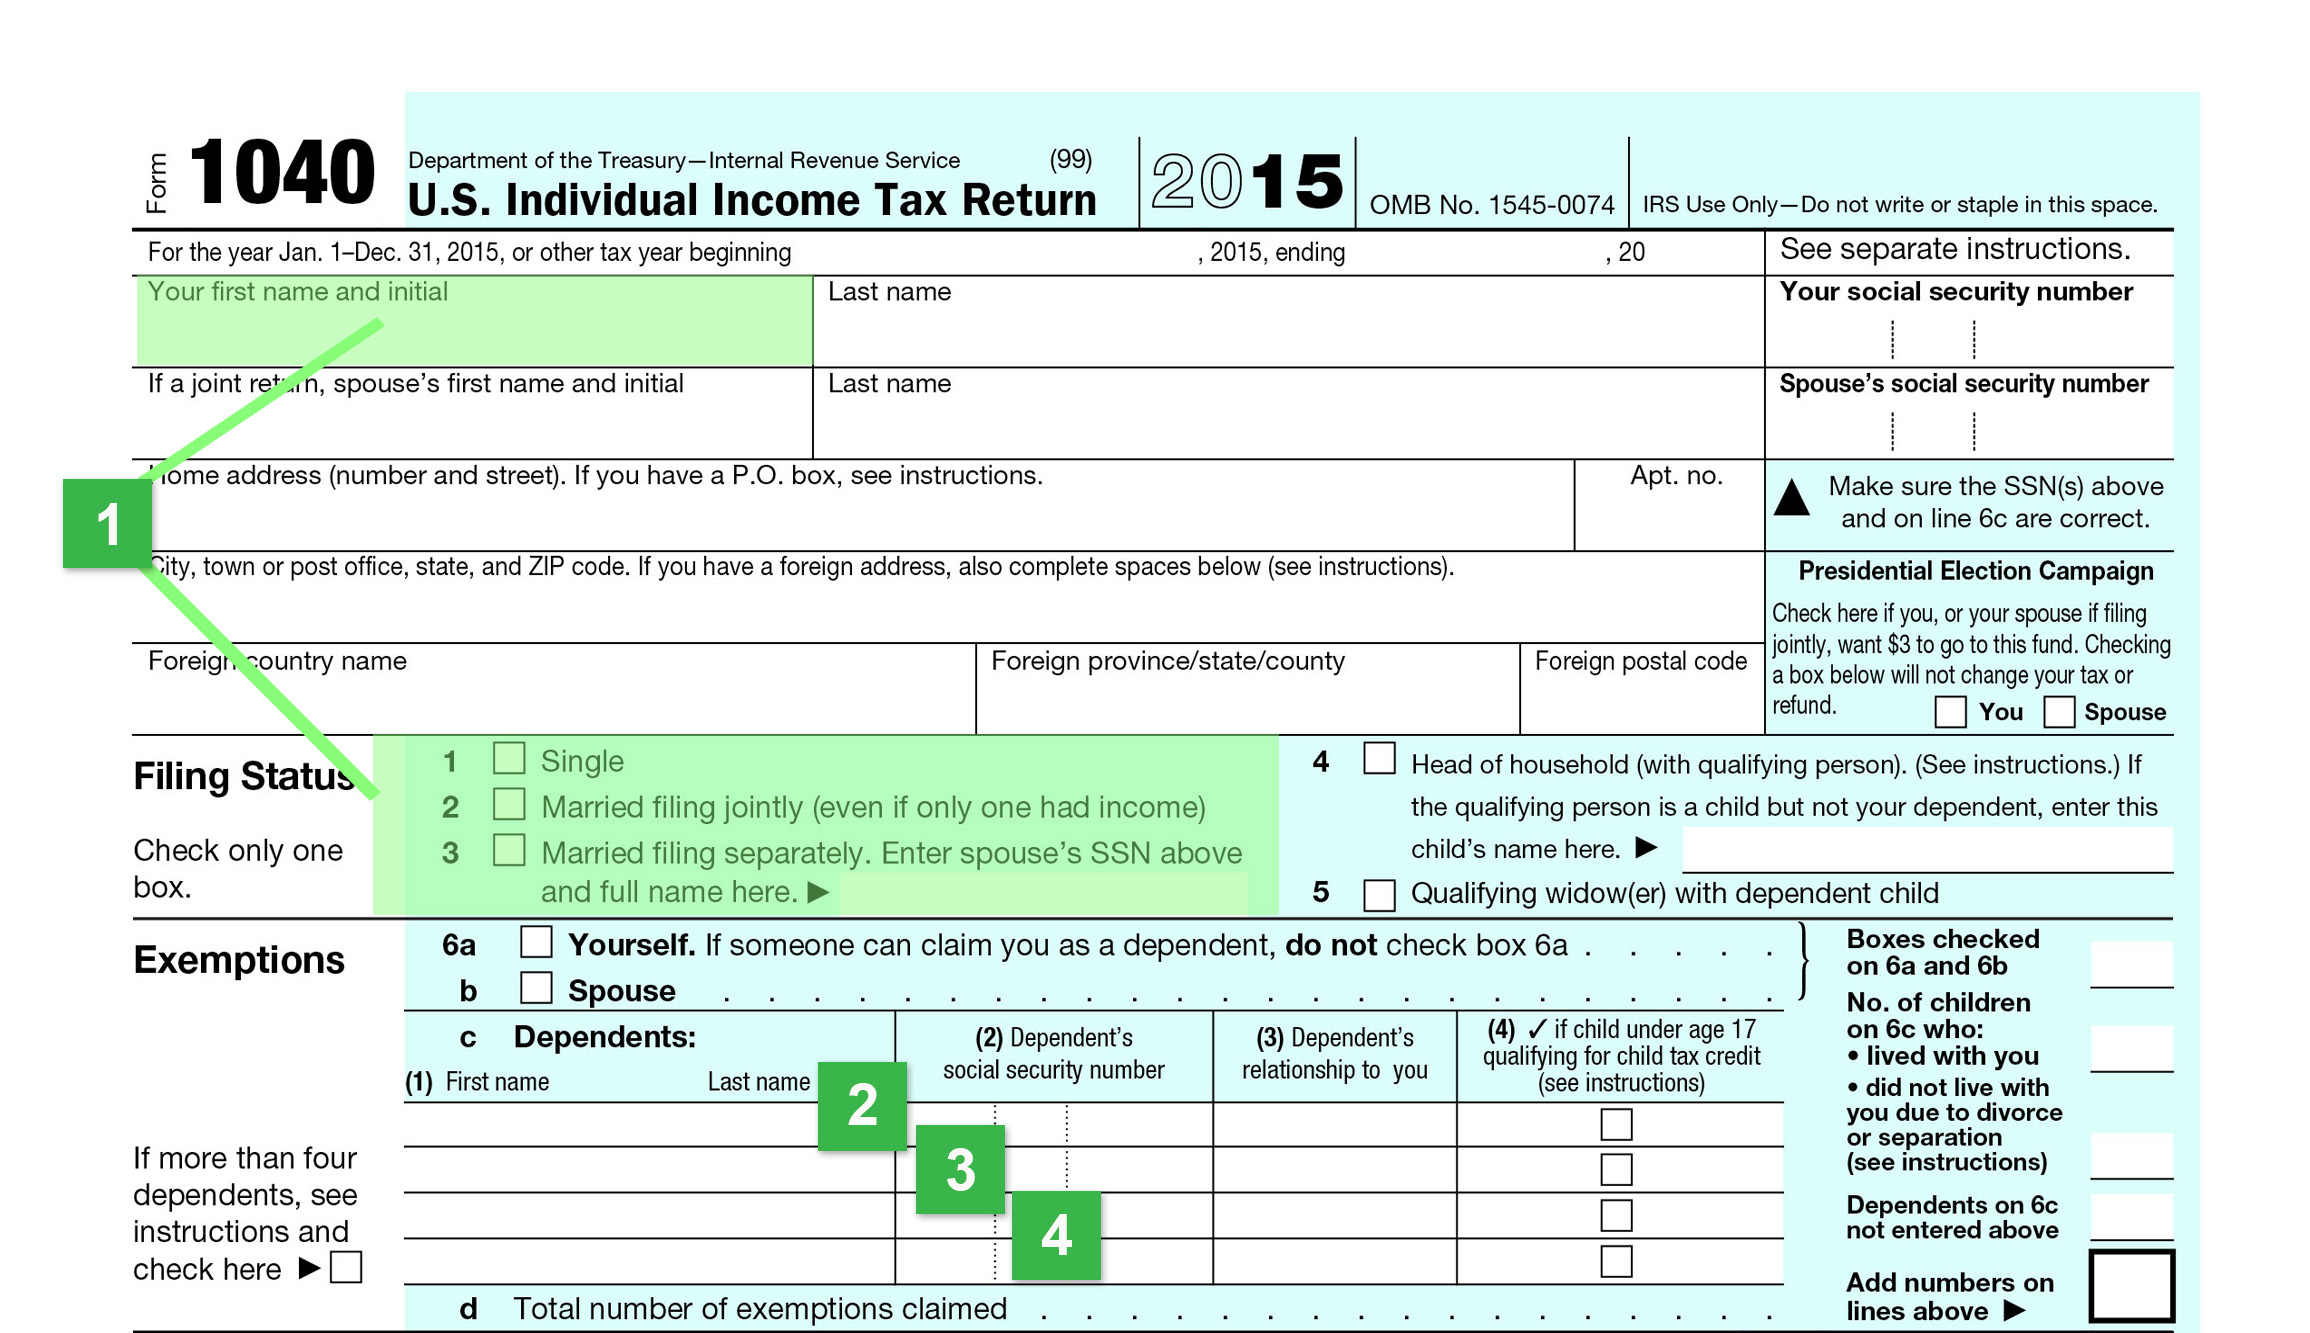 Form 1040
Department of the Treasury—Internal Revenue Service (99)
U.S. Individual Income Tax Return
2015
OMB No. 1545-0074
IRS Use Only—Do not write or staple in this space.
For the year Jan. 1–Dec. 31, 2015, or other tax year beginning , 2015, ending , 20
See separate instructions.
Your first name and initial
Last name
Your social security number
If a joint return, spouse's first name and initial
Last name
Spouse's social security number
1
Home address (number and street). If you have a P.O. box, see instructions.
Apt. no.
▲ Make sure the SSN(s) above
and on line 6c are correct.
City, town or post office, state, and ZIP code. If you have a foreign address, also complete spaces below (see instructions).
Presidential Election Campaign
Check here if you, or your spouse if filing
jointly, want $3 to go to this fund. Checking
a box below will not change your tax or
refund. You Spouse
Foreign country name
Foreign province/state/county
Foreign postal code
Filing Status
Check only one
box.
1 Single
2 Married filing jointly (even if only one had income)
3 Married filing separately. Enter spouse's SSN above
and full name here. ▶
4 Head of household (with qualifying person). (See instructions.) If
the qualifying person is a child but not your dependent, enter this
child's name here. ▶
5 Qualifying widow(er) with dependent child
Exemptions
6a Yourself. If someone can claim you as a dependent, do not check box 6a . . . . .
b Spouse . . . . . . . . . . . . . . . . . . . . . . . .
c Dependents:
(1) First name Last name
(2) Dependent's
social security number
(3) Dependent's
relationship to you
(4) ✓ if child under age 17
qualifying for child tax credit
(see instructions)
2
3
4
If more than four
dependents, see
instructions and
check here ▶
d Total number of exemptions claimed . . . . . . . . . . . . . . . . .
Boxes checked
on 6a and 6b
No. of children
on 6c who:
• lived with you
• did not live with
you due to divorce
or separation
(see instructions)
Dependents on 6c
not entered above
Add numbers on
lines above ▶